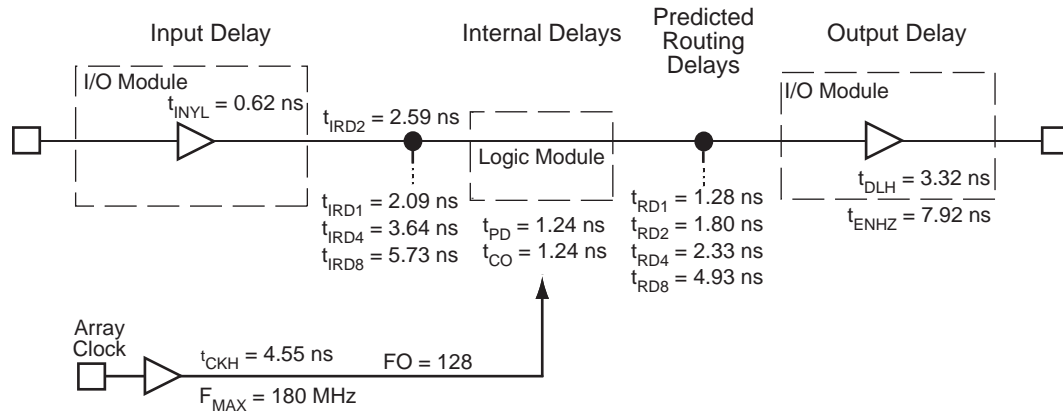 Input Delay
Internal Delays
Predicted
Routing
Delays
Output Delay
I/O Module
tINYL = 0.62 ns
tIRD2 = 2.59 ns
Logic Module
I/O Module
tDLH = 3.32 ns
tENHZ = 7.92 ns
tIRD1 = 2.09 ns
tIRD4 = 3.64 ns
tIRD8 = 5.73 ns
tPD = 1.24 ns
tCO = 1.24 ns
tRD1 = 1.28 ns
tRD2 = 1.80 ns
tRD4 = 2.33 ns
tRD8 = 4.93 ns
Array
Clock
tCKH = 4.55 ns
FO = 128
FMAX = 180 MHz